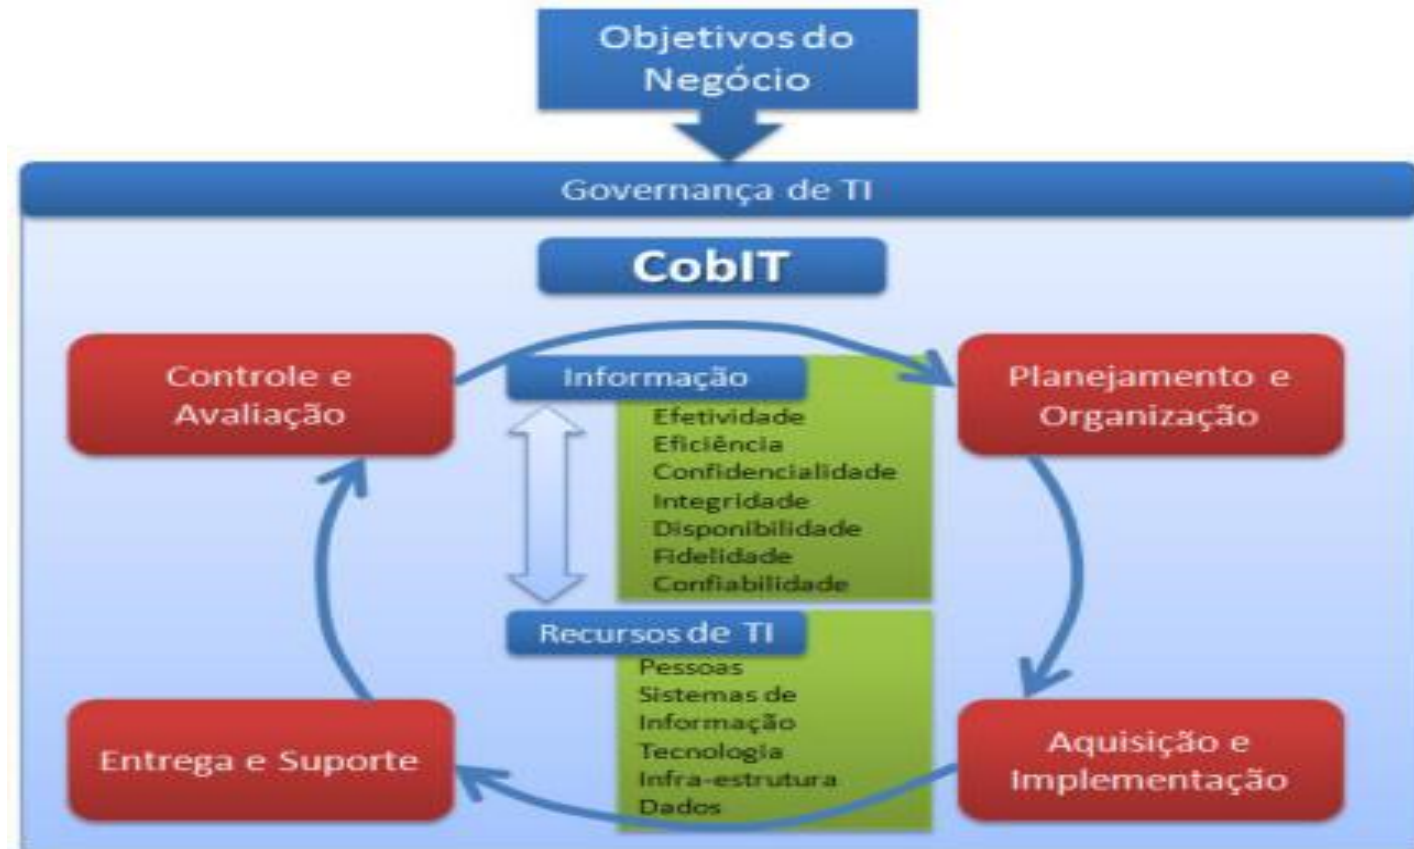 Objetivos do
Negócio
Governança de TI
CobIT
Controle e
Avaliação
Informação
Efetividade
Eficiência
Confidencialidade
Integridade
Disponibilidade
Fidelidade
Confiabilidade
Planejamento e
Organização
Recursos de TI
Pessoas
Sistemas de
Informação
Tecnologia
Infra-estrutura
Dados
Entrega e Suporte
Aquisição e
Implementação